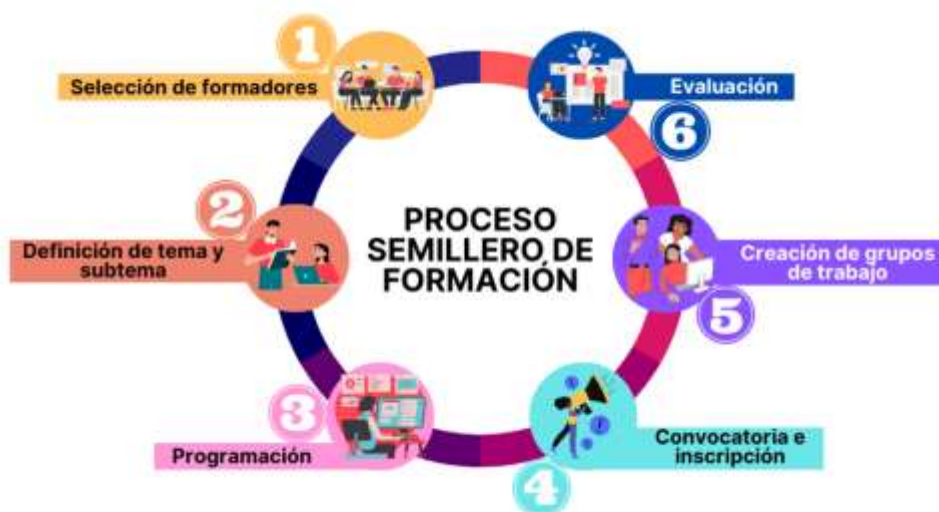 1
Selección de formadores
2
Definición de tema y
subtema
3
Programación
PROCESO
SEMILLERO DE
FORMACIÓN
4
Convocatoria e
inscripción
5
Creación de grupos
de trabajo
6
Evaluación